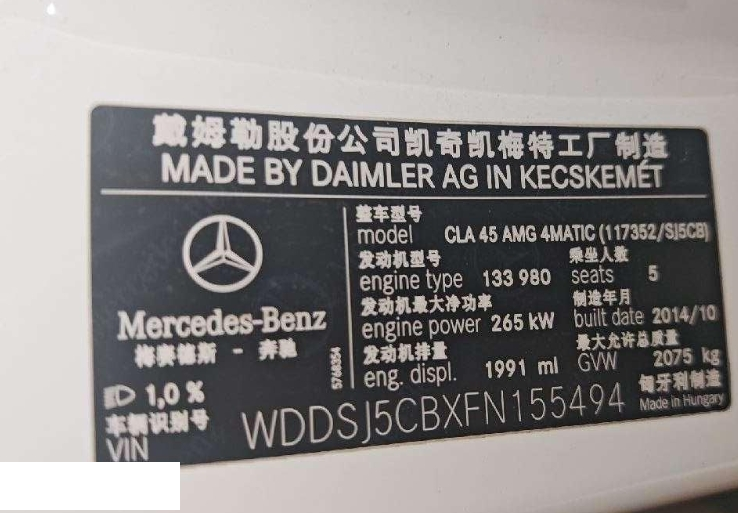 戴姆勒股份公司凯奇凯梅特工厂制造
MADE BY DAIMLER AG IN KECSKEMÉT
整车型号
model CLA 45 AMG 4MATIC (117352/SJ5CB)
发动机型号 乘坐人数
engine type 133 980 seats 5
发动机最大净功率 制造年月
engine power 265 kW built date 2014/10
发动机排量 最大允许总质量
eng. displ. 1991 ml GVW 2075 kg
匈牙利制造
Made in Hungary
Mercedes-Benz
梅赛德斯 - 奔驰
5768354
1,0 %
车辆识别号
VIN WDDSJ5CBXFN155494